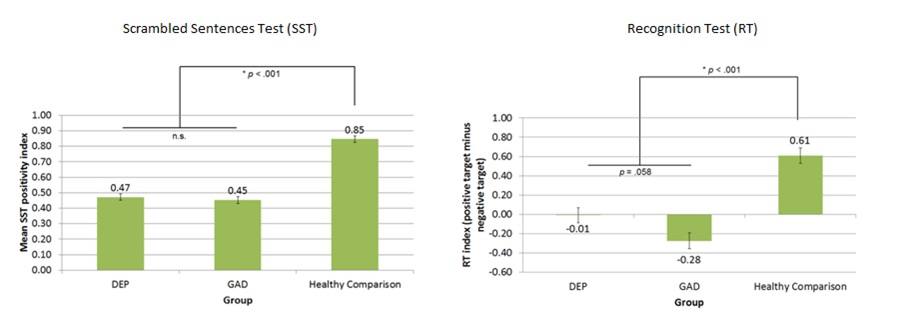 Scrambled Sentences Test (SST)
* p < .001
n.s.
Mean SST positivity index
1.00
0.90
0.80
0.70
0.60
0.50
0.40
0.30
0.20
0.10
0.00
0.47
0.45
0.85
DEP GAD Healthy Comparison
Group
Recognition Test (RT)
* p < .001
p = .058
RT index (positive target minus
negative target)
1.00
0.80
0.60
0.40
0.20
0.00
-0.20
-0.40
-0.60
-0.01
-0.28
0.61
DEP GAD Healthy Comparison
Group